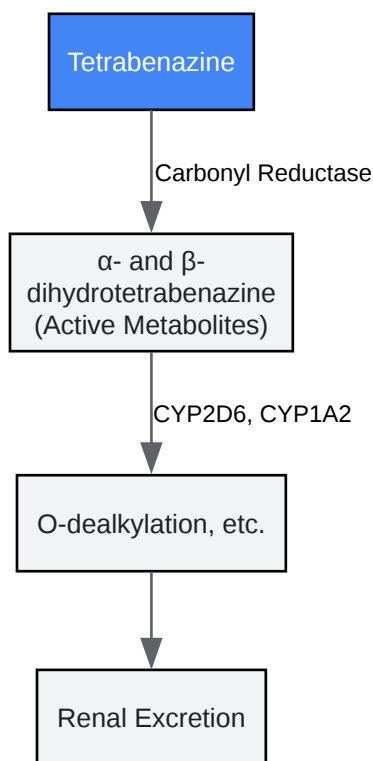 Tetrabenazine
Carbonyl Reductase
α- and β-
dihydrotetrabenazine
(Active Metabolites)
CYP2D6, CYP1A2
O-dealkylation, etc.
Renal Excretion